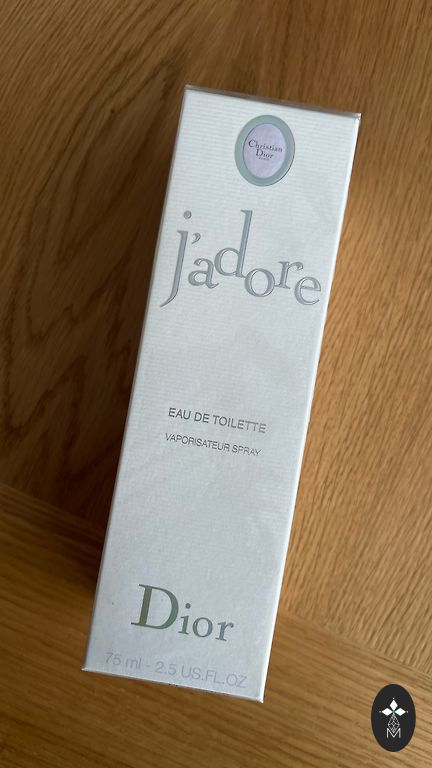 Christian
Dior
j'adore
EAU DE TOILETTE
VAPORISATEUR SPRAY
Dior
75 ml - 2.5 US.FL.OZ
M